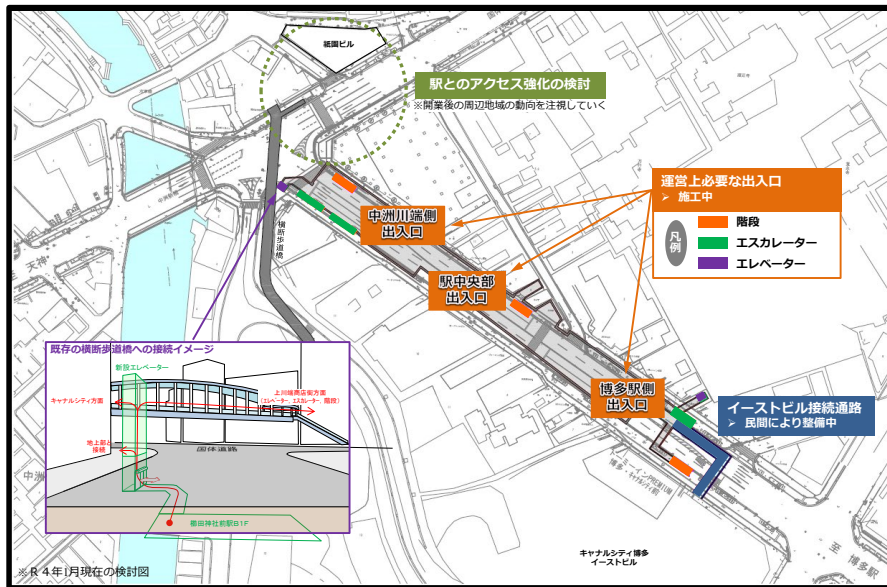 祇園ビル
駅とのアクセス強化の検討
※開業後の周辺地域の動向を注視していく
運営上必要な出入口
➢ 施工中
凡例
階段
エスカレーター
エレベーター
中洲川端側
出入口
横断歩道橋
駅中央部
出入口
至 天神
既存の横断歩道橋への接続イメージ
新設エレベーター
キャナルシティ方面
上川端商店街方面
(エレベーター、エスカレーター、階段)
地上部と
接続
国体道路
櫛田神社前駅B1F
中洲
博多駅側
出入口
イーストビル接続通路
➢ 民間により整備中
キャナルシティ博多
イーストビル
至 博多駅
※R4年1月現在の検討図